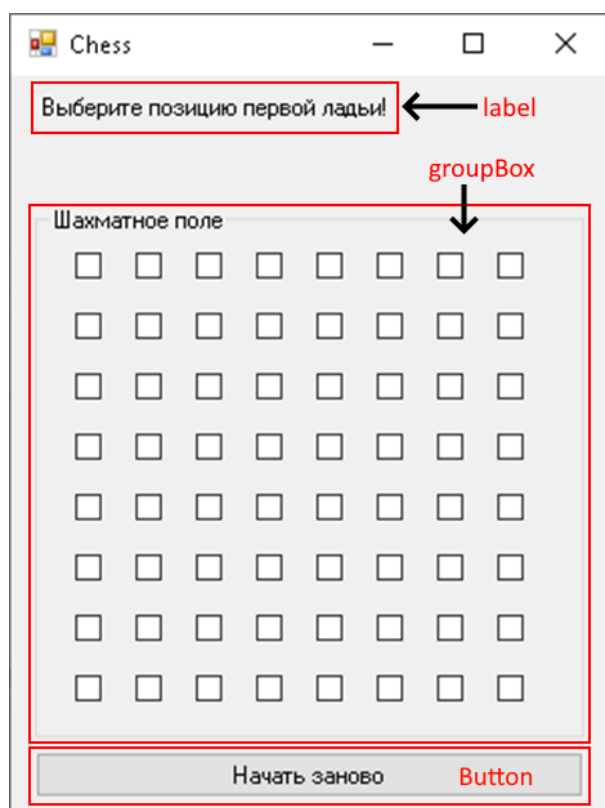 Chess
Выберите позицию первой ладьи!
label
groupBox
Шахматное поле
Начать заново
Button